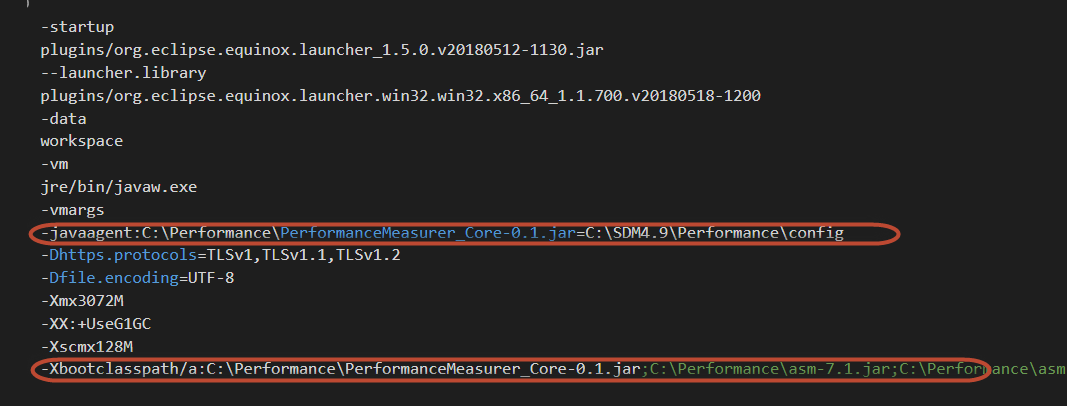 -startup
plugins/org.eclipse.equinox.launcher_1.5.0.v20180512-1130.jar
--launcher.library
plugins/org.eclipse.equinox.launcher.win32.win32.x86_64_1.1.700.v20180518-1200
-data
workspace
-vm
jre/bin/javaw.exe
-vmargs
-javaagent:C:\Performance\PerformanceMeasurer_Core-0.1.jar=C:\SDM4.9\Performance\config
-Dhttps.protocols=TLSv1,TLSv1.1,TLSv1.2
-Dfile.encoding=UTF-8
-Xmx3072M
-XX:+UseG1GC
-Xscmx128M
-Xbootclasspath/a:C:\Performance\PerformanceMeasurer_Core-0.1.jar;C:\Performance\asm-7.1.jar;C:\Performance\asm